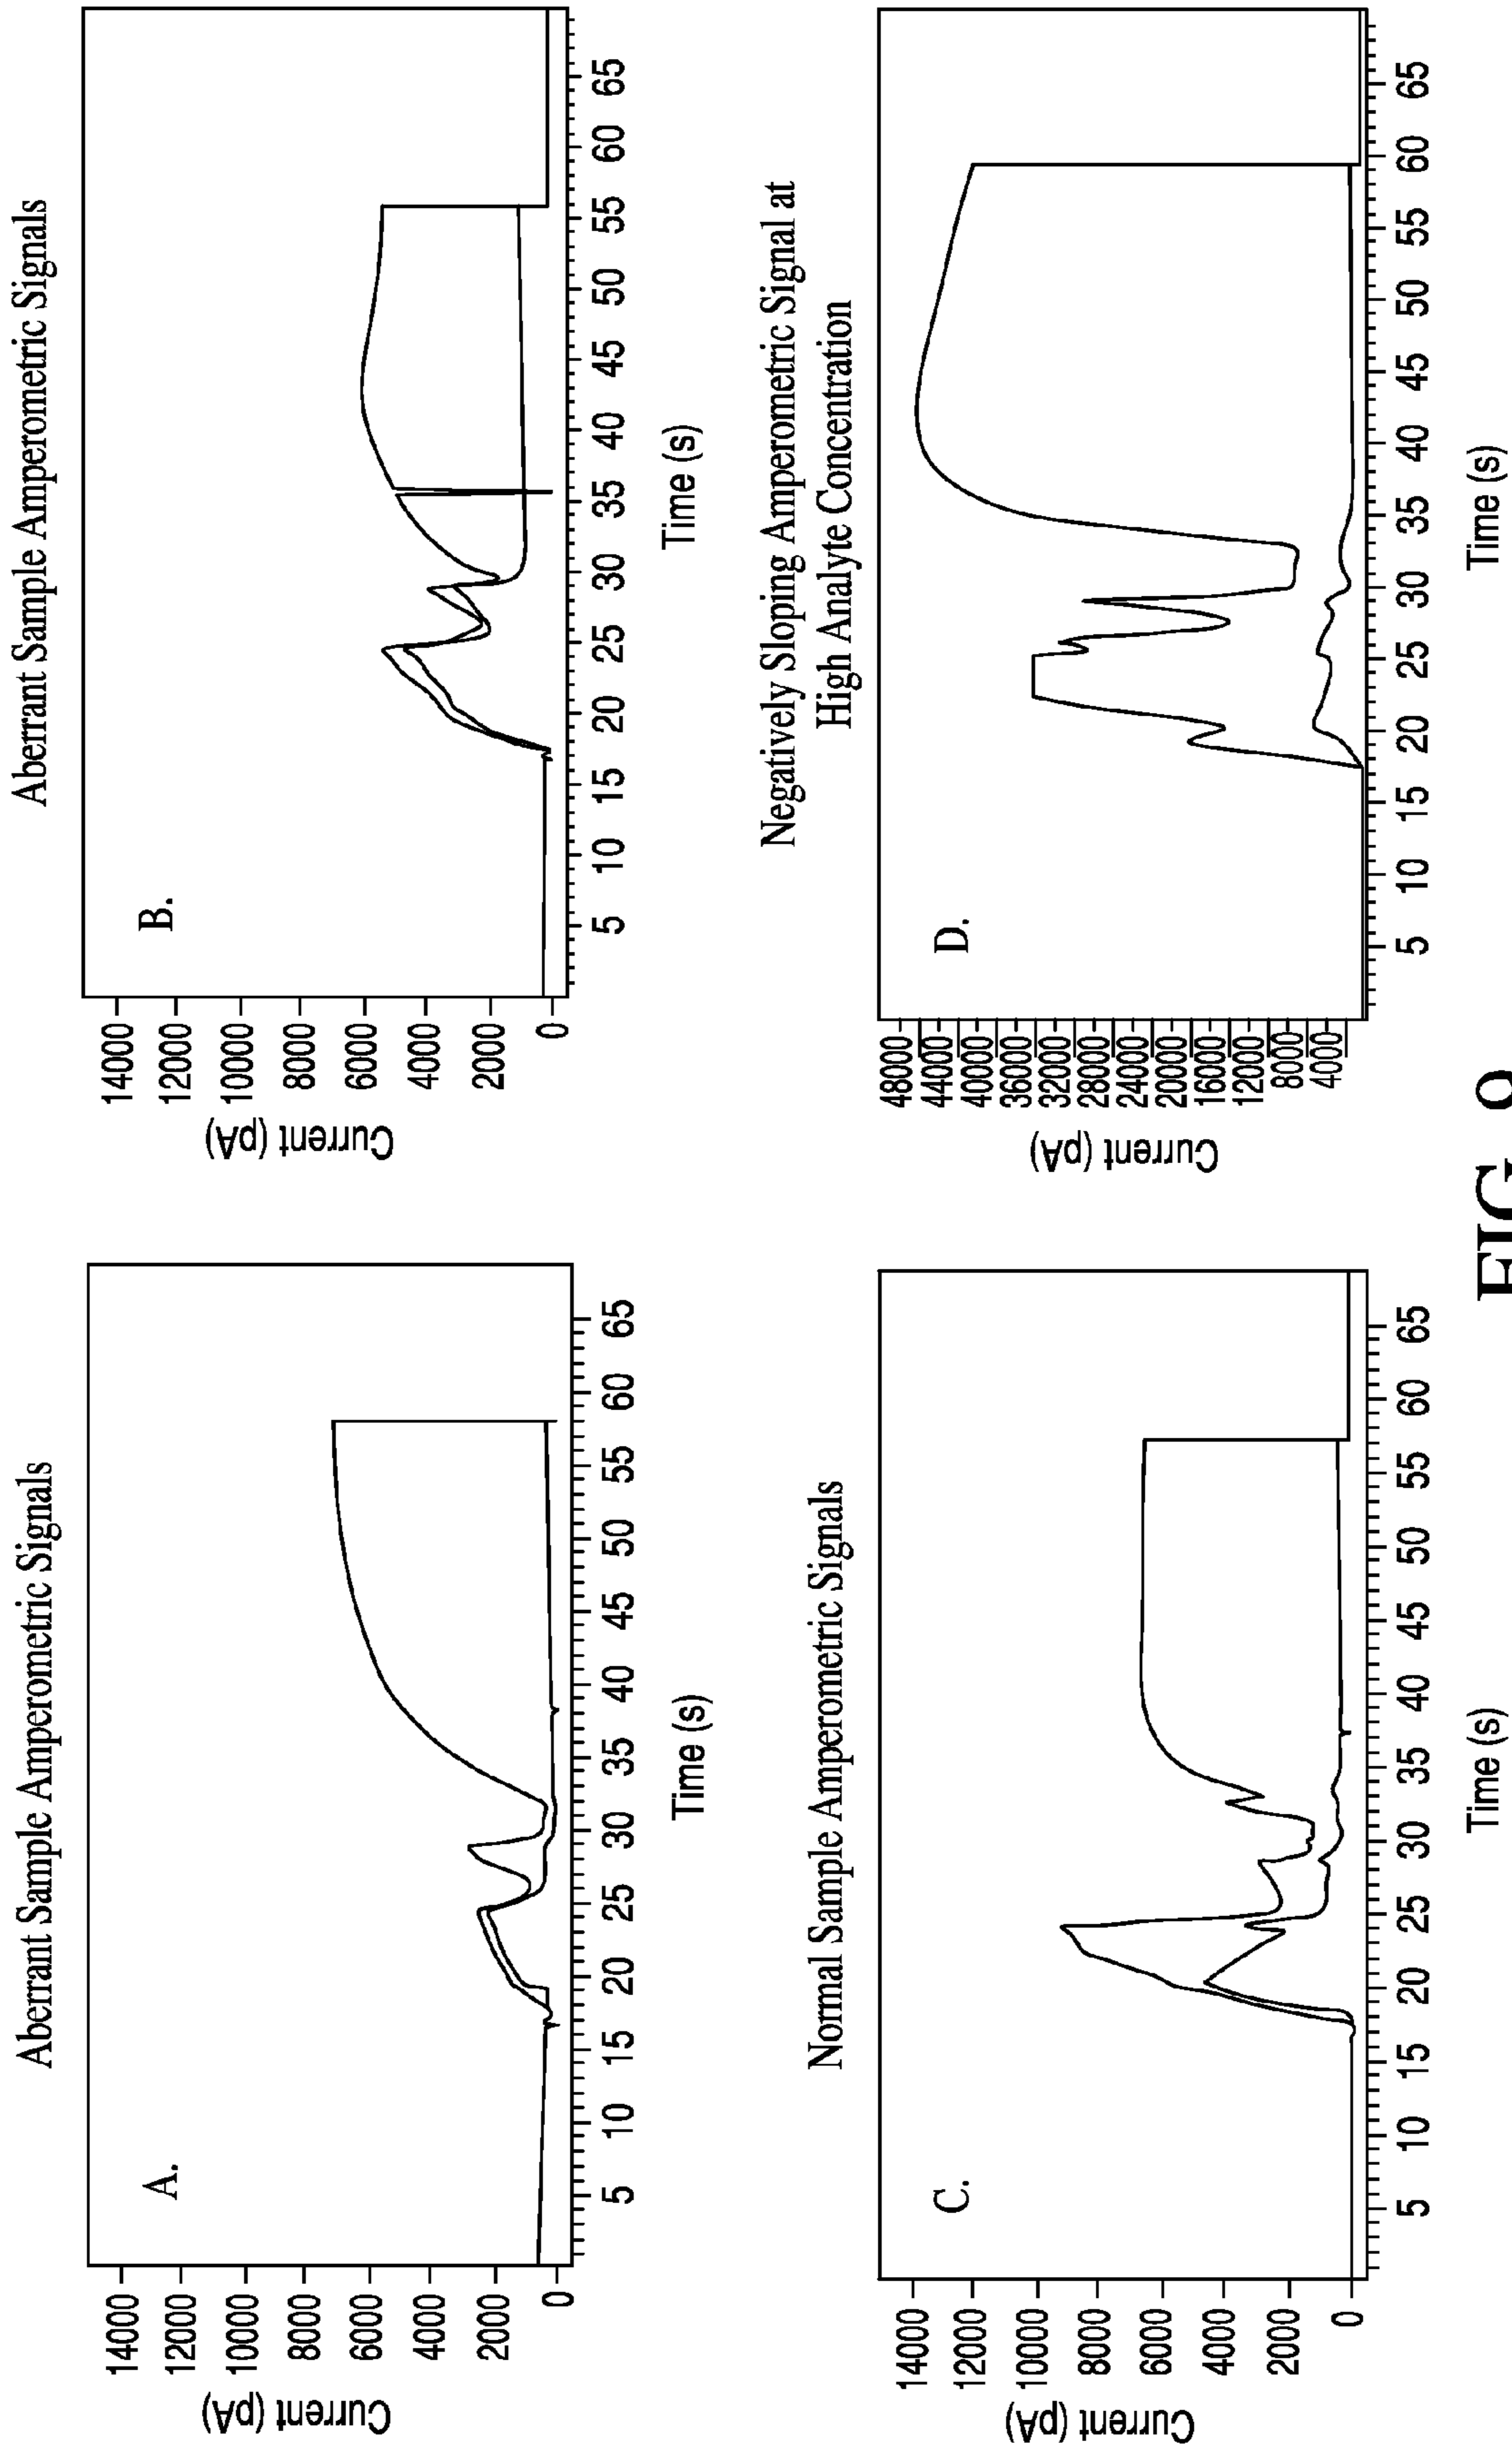 Aberrant Sample Amperometric Signals
A.
Current (pA)
14000
12000
10000
8000
6000
4000
2000
0
5 10 15 20 25 30 35 40 45 50 55 60 65
Time (s)
Aberrant Sample Amperometric Signals
B.
Current (pA)
14000
12000
10000
8000
6000
4000
2000
0
5 10 15 20 25 30 35 40 45 50 55 60 65
Time (s)
Normal Sample Amperometric Signals
C.
Current (pA)
14000
12000
10000
8000
6000
4000
2000
0
5 10 15 20 25 30 35 40 45 50 55 60 65
Time (s)
Negatively Sloping Amperometric Signal at
High Analyte Concentration
D.
Current (pA)
48000
44000
40000
36000
32000
28000
24000
20000
16000
12000
8000
4000
5 10 15 20 25 30 35 40 45 50 55 60 65
Time (s)
FIG